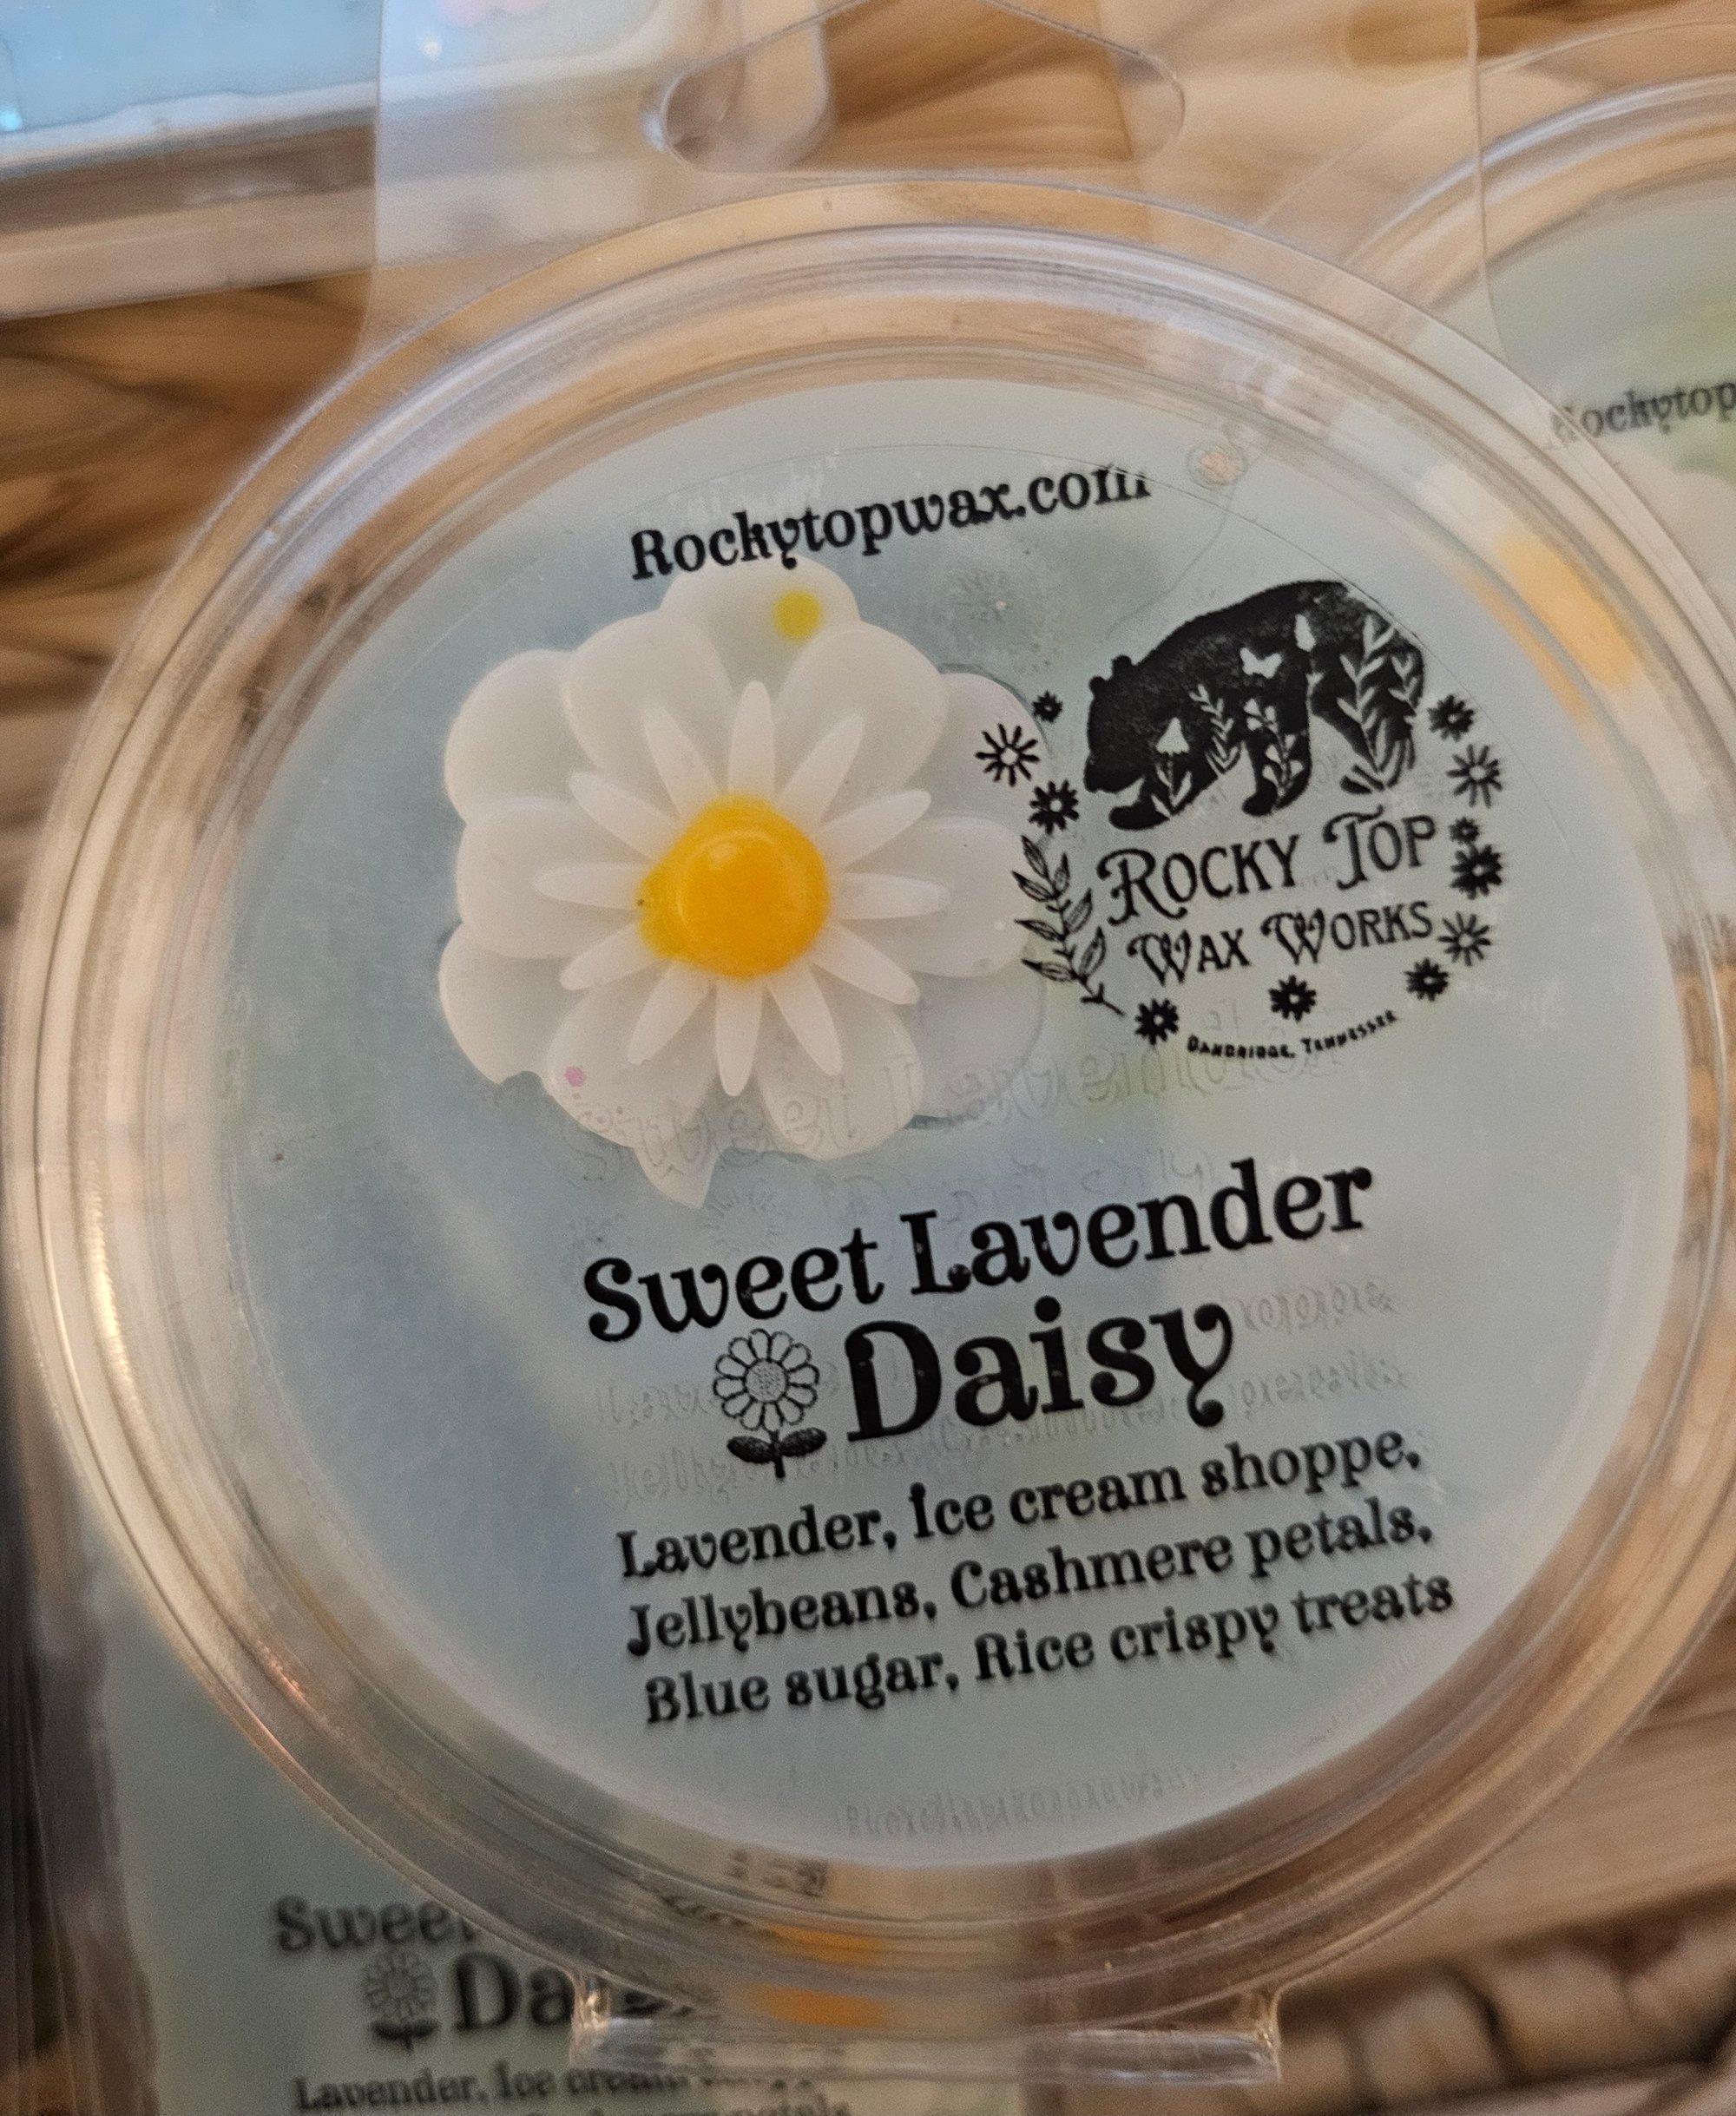 Rockytopwax.com
ROCKY TOP
WAX WORKS
DANDRIDGE, TENNESSEE
Sweet Lavender
Daisy
Lavender, Ice cream shoppe,
Jellybeans, Cashmere petals,
Blue sugar, Rice crispy treats
Rockytop
Sweet
Da
Lavender, Ice cream